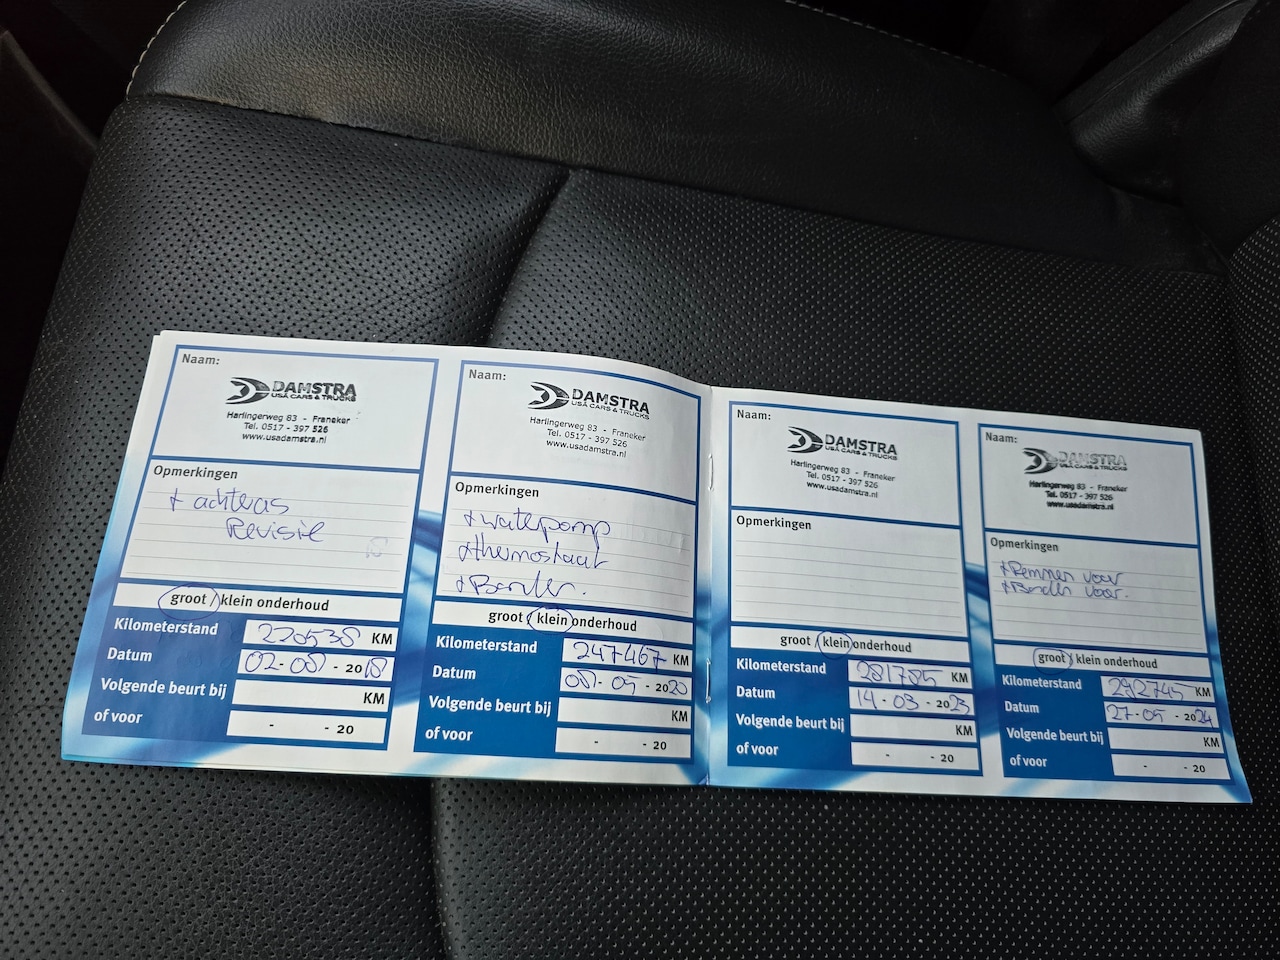 Naam:
DAMSTRA
USA CARS & TRUCKS
Harlingerweg 83 - Franeker
Tel. 0517 - 397 526
www.usadamstra.nl
Opmerkingen
+ achteras
Revisie
groot / klein onderhoud
Kilometerstand 220538 KM
Datum 02-08-2018
Volgende beurt bij KM
of voor - - 20
Naam:
DAMSTRA
USA CARS & TRUCKS
Harlingerweg 83 - Franeker
Tel. 0517 - 397 526
www.usadamstra.nl
Opmerkingen
+ waterpomp
+ thermostaat
+ Banden.
groot / klein onderhoud
Kilometerstand 247467 KM
Datum 08-05-2020
Volgende beurt bij KM
of voor - - 20
Naam:
DAMSTRA
USA CARS & TRUCKS
Harlingerweg 83 - Franeker
Tel. 0517 - 397 526
www.usadamstra.nl
Opmerkingen
groot / klein onderhoud
Kilometerstand 281785 KM
Datum 14-03-2023
Volgende beurt bij KM
of voor - - 20
Naam:
DAMSTRA
USA CARS & TRUCKS
Harlingerweg 83 - Franeker
Tel. 0517 - 397 526
www.usadamstra.nl
Opmerkingen
+ Remmen voor
+ Banden voor.
groot / klein onderhoud
Kilometerstand 292745 KM
Datum 27-05-2024
Volgende beurt bij KM
of voor - - 20